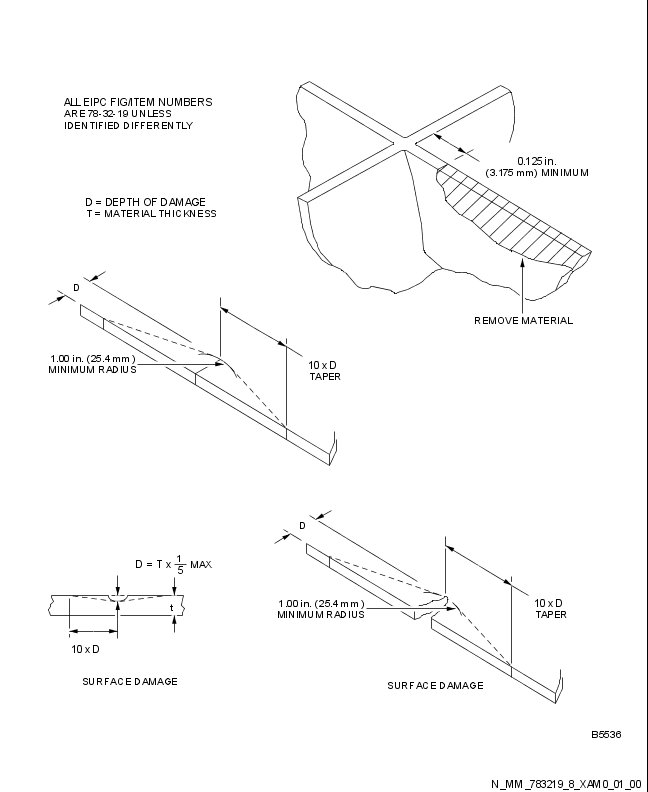 ALL EIPC FIG/ITEM NUMBERS
ARE 78-32-19 UNLESS
IDENTIFIED DIFFERENTLY
0.125 in.
(3.175 mm) MINIMUM
D = DEPTH OF DAMAGE
T = MATERIAL THICKNESS
REMOVE MATERIAL
D
1.00 in. (25.4 mm)
MINIMUM RADIUS
10 x D
TAPER
D
D = T x 1/5 MAX
t
10 x D
SURFACE DAMAGE
1.00 in. (25.4 mm)
MINIMUM RADIUS
10 x D
TAPER
SURFACE DAMAGE
B5536
N_MM_783219_8_XAM0_01_00